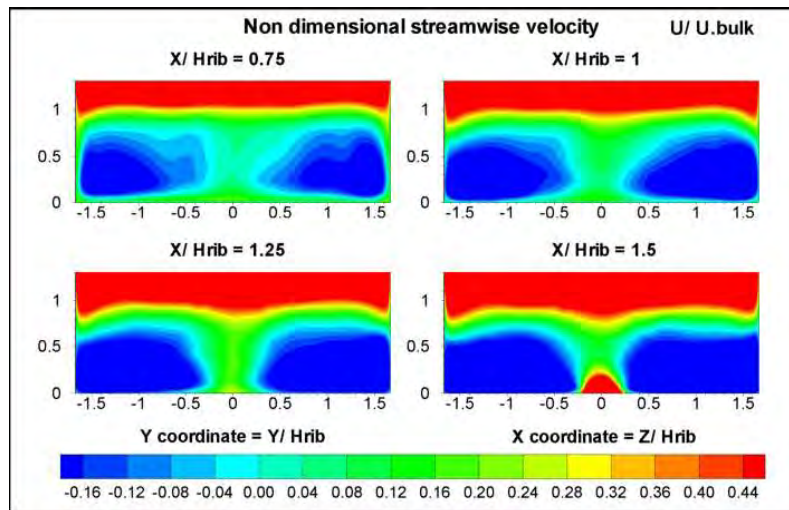 Non dimensional streamwise velocity U/ U.bulk
X/ Hrib = 0.75 X/ Hrib = 1
1 1
0.5 0.5
0 0
-1.5 -1 -0.5 0 0.5 1 1.5 -1.5 -1 -0.5 0 0.5 1 1.5
X/ Hrib = 1.25 X/ Hrib = 1.5
1 1
0.5 0.5
0 0
-1.5 -1 -0.5 0 0.5 1 1.5 -1.5 -1 -0.5 0 0.5 1 1.5
Y coordinate = Y/ Hrib X coordinate = Z/ Hrib
-0.16 -0.12 -0.08 -0.04 0.00 0.04 0.08 0.12 0.16 0.20 0.24 0.28 0.32 0.36 0.40 0.44